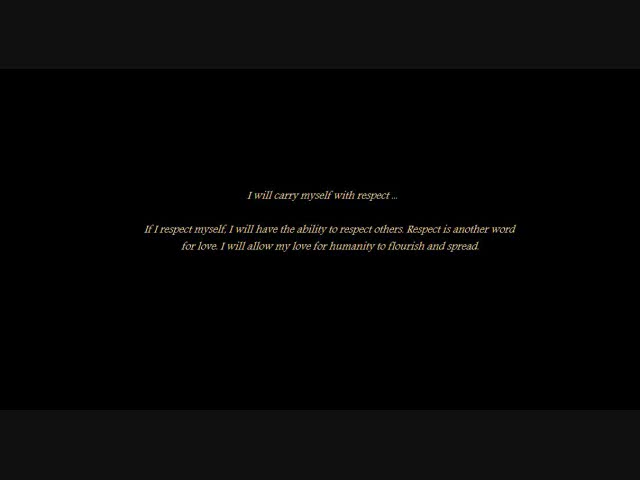 I will carry myself with respect ...
If I respect myself, I will have the ability to respect others. Respect is another word
for love. I will allow my love for humanity to flourish and spread.